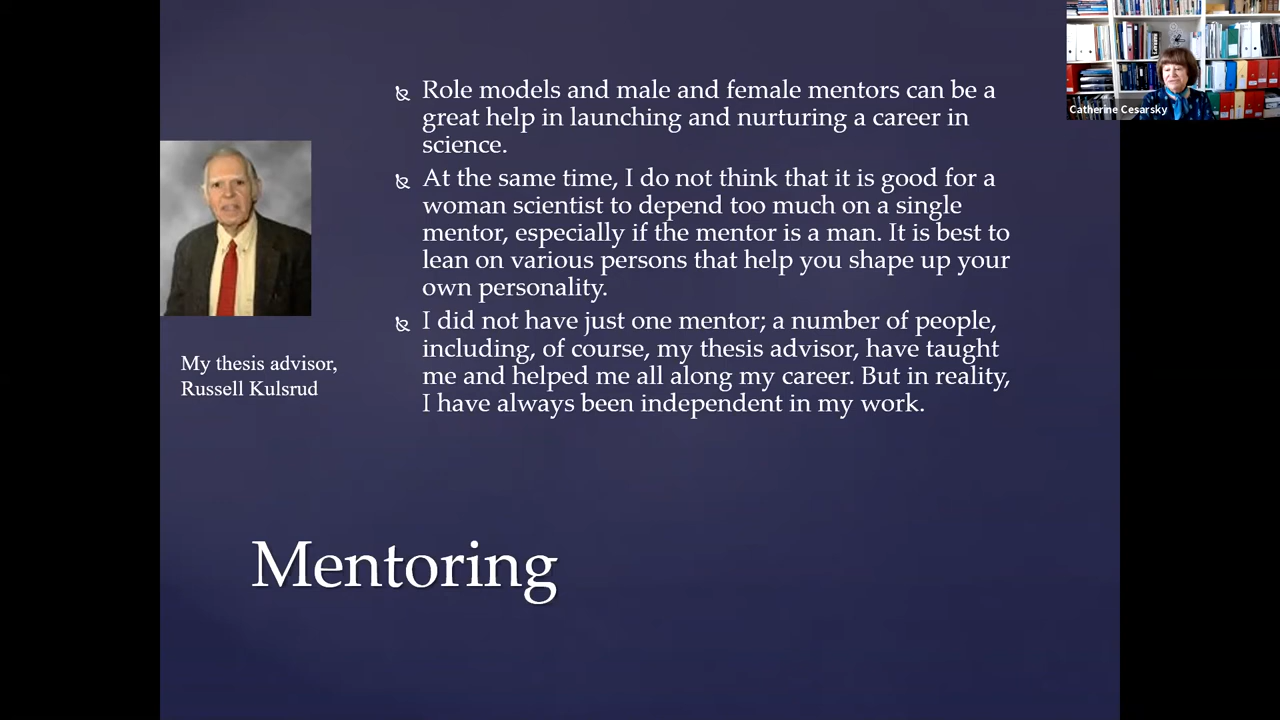 Role models and male and female mentors can be a
great help in launching and nurturing a career in
science.
At the same time, I do not think that it is good for a
woman scientist to depend too much on a single
mentor, especially if the mentor is a man. It is best to
lean on various persons that help you shape up your
own personality.
I did not have just one mentor; a number of people,
including, of course, my thesis advisor, have taught
me and helped me all along my career. But in reality,
I have always been independent in my work.
My thesis advisor,
Russell Kulsrud
Mentoring
Catherine Cesarsky